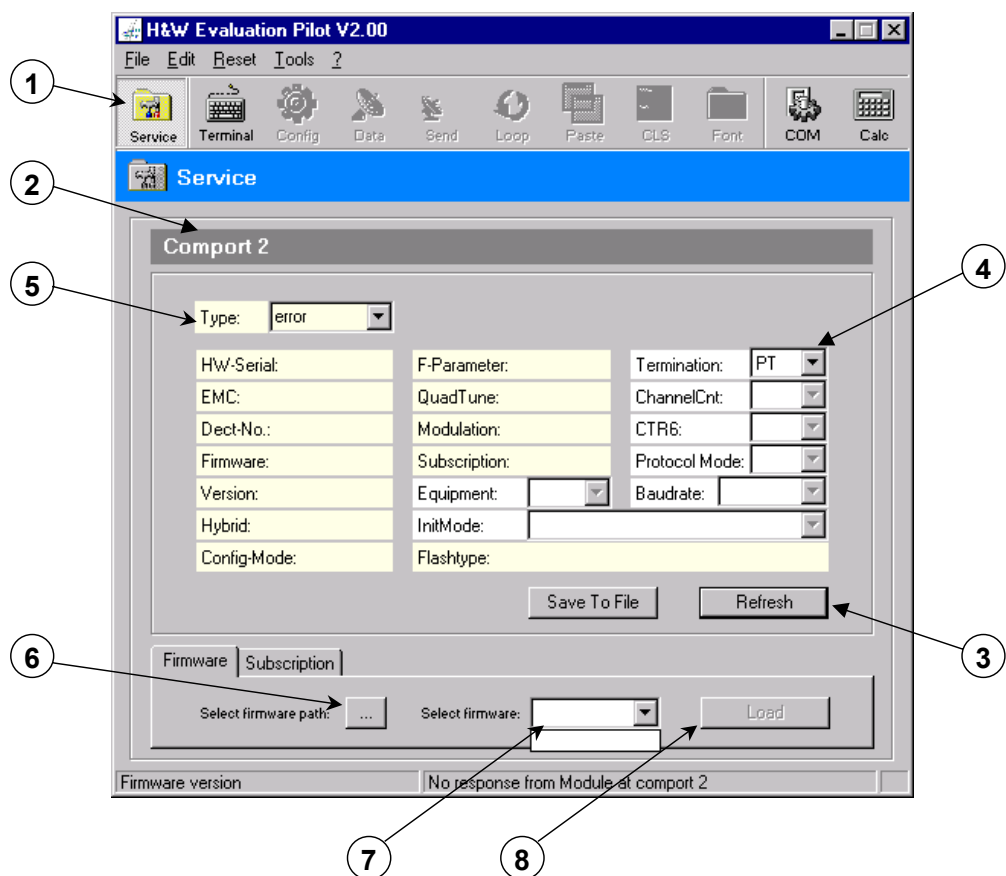 H&W Evaluation Pilot V2.00
File Edit Reset Tools ?
1
Service Terminal Config Data Send Loop Paste CLS Font COM Calc
2
Service
Comport 2
4
5
Type: error
HW-Serial: F-Parameter: Termination: PT
EMC: QuadTune: ChannelCnt:
Dect-No.: Modulation: CTR6:
Firmware: Subscription: Protocol Mode:
Version: Equipment: Baudrate:
Hybrid: InitMode:
Config-Mode: Flashtype:
Save To File Refresh
6
3
Firmware Subscription
Select firmware path: ... Select firmware: Load
Firmware version No response from Module at comport 2
7 8